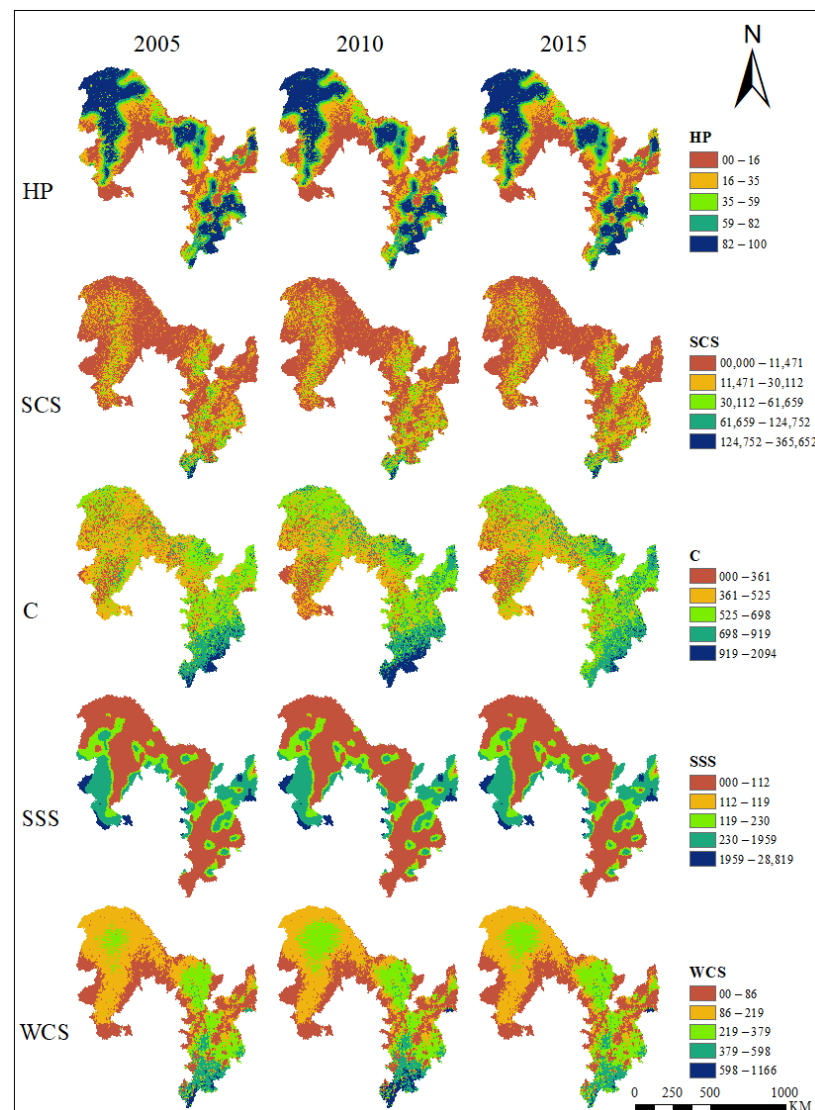 2005 2010 2015
N
HP
HP
00 – 16
16 – 35
35 – 59
59 – 82
82 – 100
SCS
SCS
00,000 – 11,471
11,471 – 30,112
30,112 – 61,659
61,659 – 124,752
124,752 – 365,652
C
C
000 – 361
361 – 525
525 – 698
698 – 919
919 – 2094
SSS
SSS
000 – 112
112 – 119
119 – 230
230 – 1959
1959 – 28,819
WCS
WCS
00 – 86
86 – 219
219 – 379
379 – 598
598 – 1166
0 250 500 1000
KM